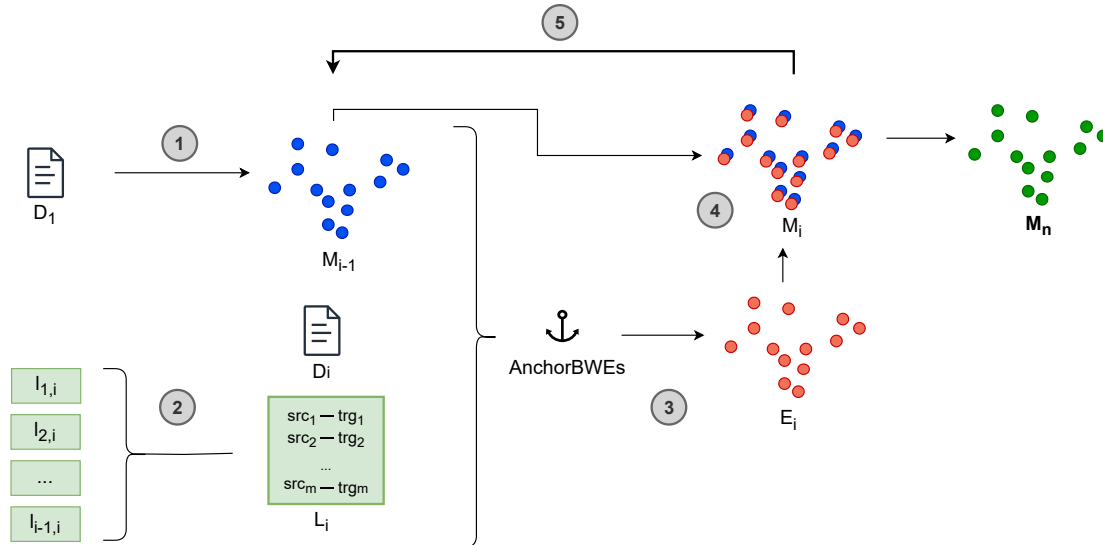 5
1
D1
Mi-1
4
Mi
Mn
Di
AnchorBWEs
3
Ei
2
l1,i
l2,i
...
li-1,i
src1 — trg1
src2 — trg2
...
srcm — trgm
Li